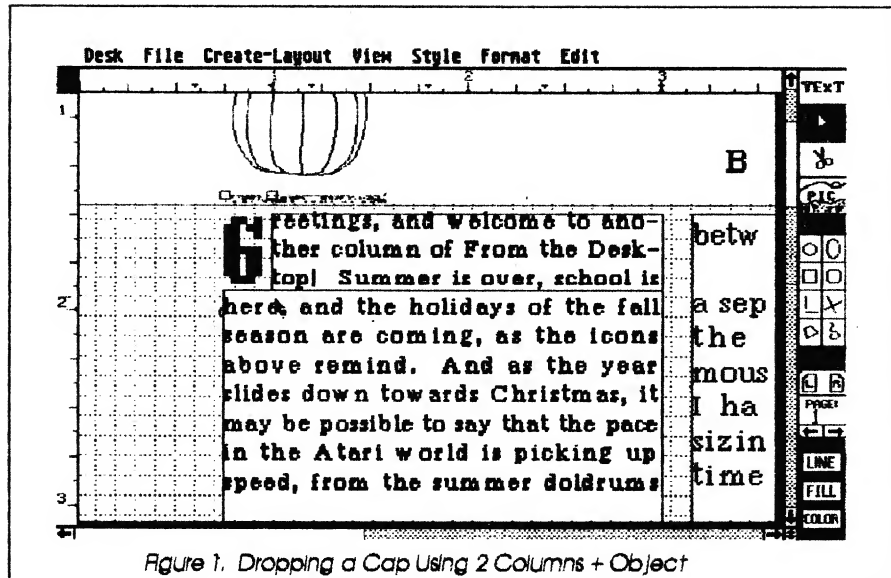 Desk File Create-Layout View Style Format Edit
2 3
TExT
1
B
PIC
G reetings, and welcome to ano-
ther column of From the Desk-
top! Summer is over, school is
here, and the holidays of the fall
season are coming, as the icons
above remind. And as the year
slides down towards Christmas, it
may be possible to say that the pace
in the Atari world is picking up
speed, from the summer doldrums
2
3
betw
a sep
the
mous
I ha
sizin
time
L R
PAGE:
1
LINE
FILL
COLOR
Figure 1. Dropping a Cap Using 2 Columns + Object